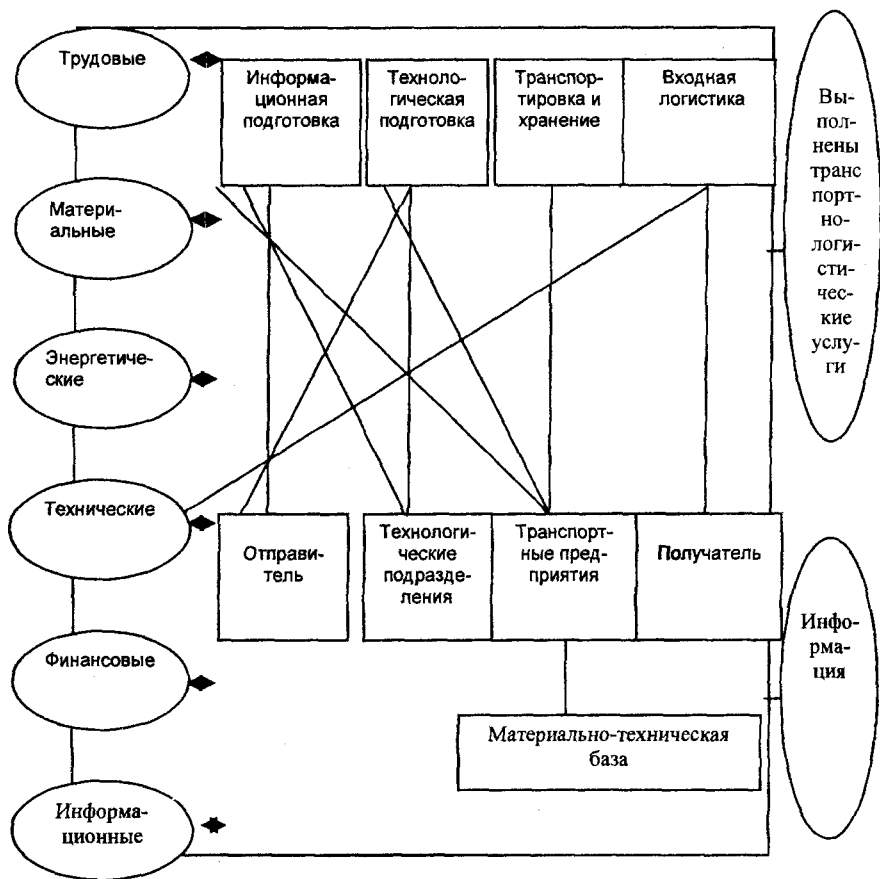 Трудовые
Матери-
альные
Энергетиче-
ские
Технические
Финансовые
Информа-
ционные
Информа-
ционная
подготовка
Техноло-
гическая
подготовка
Транспор-
тировка и
хранение
Входная
логистика
Отправи-
тель
Технологи-
ческие
подразде-
ления
Транспорт-
ные пред-
приятия
Получатель
Материально-техническая
база
Вы-
пол-
нены
транс
порт-
но-
логи-
сти-
чес-
кие
услу-
ги
Инфо-
рма-
ция